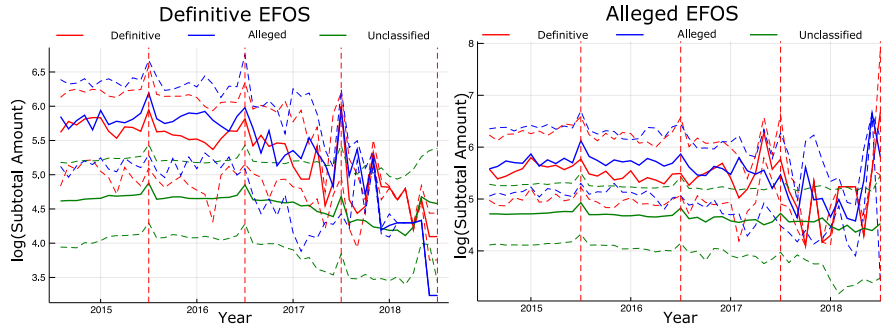 Definitive EFOS
Definitive Alleged Unclassified
log(Subtotal Amount)
6.5
6.0
5.5
5.0
4.5
4.0
3.5
2015 2016 2017 2018
Year
Alleged EFOS
Definitive Alleged Unclassified
log(Subtotal Amount)
8
7
6
5
4
2015 2016 2017 2018
Year